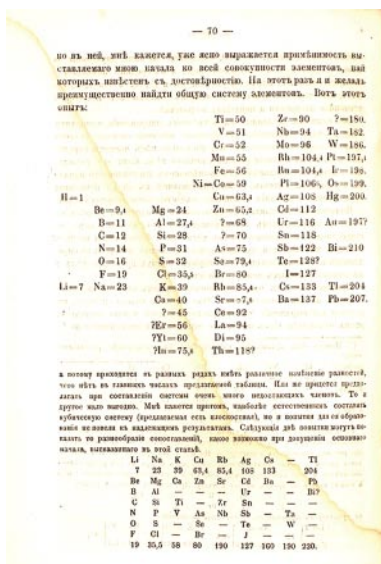 — 70 —
но въ ней, мнѣ кажется, уже ясно выражается примѣнимость вы-
ставляемаго мною начала ко всей совокупности элементовъ, пай
которыхъ извѣстенъ съ достовѣрностію. На этотъ разъ я и желалъ
преимущественно найдти общую систему элементовъ. Вотъ этотъ
опытъ:
Ti=50 Zr=90 ?=180.
V=51 Nb=94 Ta=182.
Cr=52 Mo=96 W=186.
Mn=55 Rh=104,4 Pt=197,4
Fe=56 Ru=104,4 Ir=198.
Ni=Co=59 Pl=106,6 Os=199.
H=1 Cu=63,4 Ag=108 Hg=200.
Be=9,4 Mg=24 Zn=65,2 Cd=112
B=11 Al=27,4 ?=68 Ur=116 Au=197?
C=12 Si=28 ?=70 Sn=118
N=14 P=31 As=75 Sb=122 Bi=210
O=16 S=32 Se=79,4 Te=128?
F=19 Cl=35,5 Br=80 I=127
Li=7 Na=23 K=39 Rb=85,4 Cs=133 Tl=204
Ca=40 Sr=87,6 Ba=137 Pb=207.
?=45 Ce=92
?Er=56 La=94
?Yt=60 Di=95
?In=75,6 Th=118?
а потому приходится въ разныхъ рядахъ имѣть различное измѣненіе разностей,
чего нѣтъ въ главныхъ числахъ предлагаемой таблицы. Или же придется предпо-
лагать при составленіи системы очень много недостающихъ членовъ. То и
другое мало выгодно. Мнѣ кажется притомъ, наиболѣе естественнымъ составить
кубическую систему (предлагаемая есть плоскостная), но и попытки для ея образо-
ванія не повели къ надлежащимъ результатамъ. Слѣдующія двѣ попытки могутъ по-
казать то разнообразіе сопоставленій, какое возможно при допущеніи основнаго
начала, высказаннаго въ этой статьѣ.
Li Na K Cu Rb Ag Cs — Tl
7 23 39 63,4 85,4 108 133 204
Be Mg Ca Zn Sr Cd Ba — Pb
B Al — — — Ur — — Bi?
C Si Ti — Zr Sn — —
N P V As Nb Sb — Ta —
O S — Se — Te — W —
F Cl — Br — J — —
19 35,5 58 80 190 127 160 190 220.